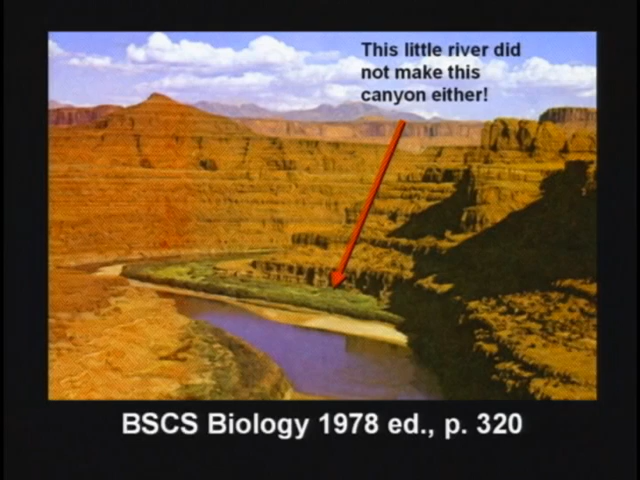 This little river did
not make this
canyon either!
BSCS Biology 1978 ed., p. 320